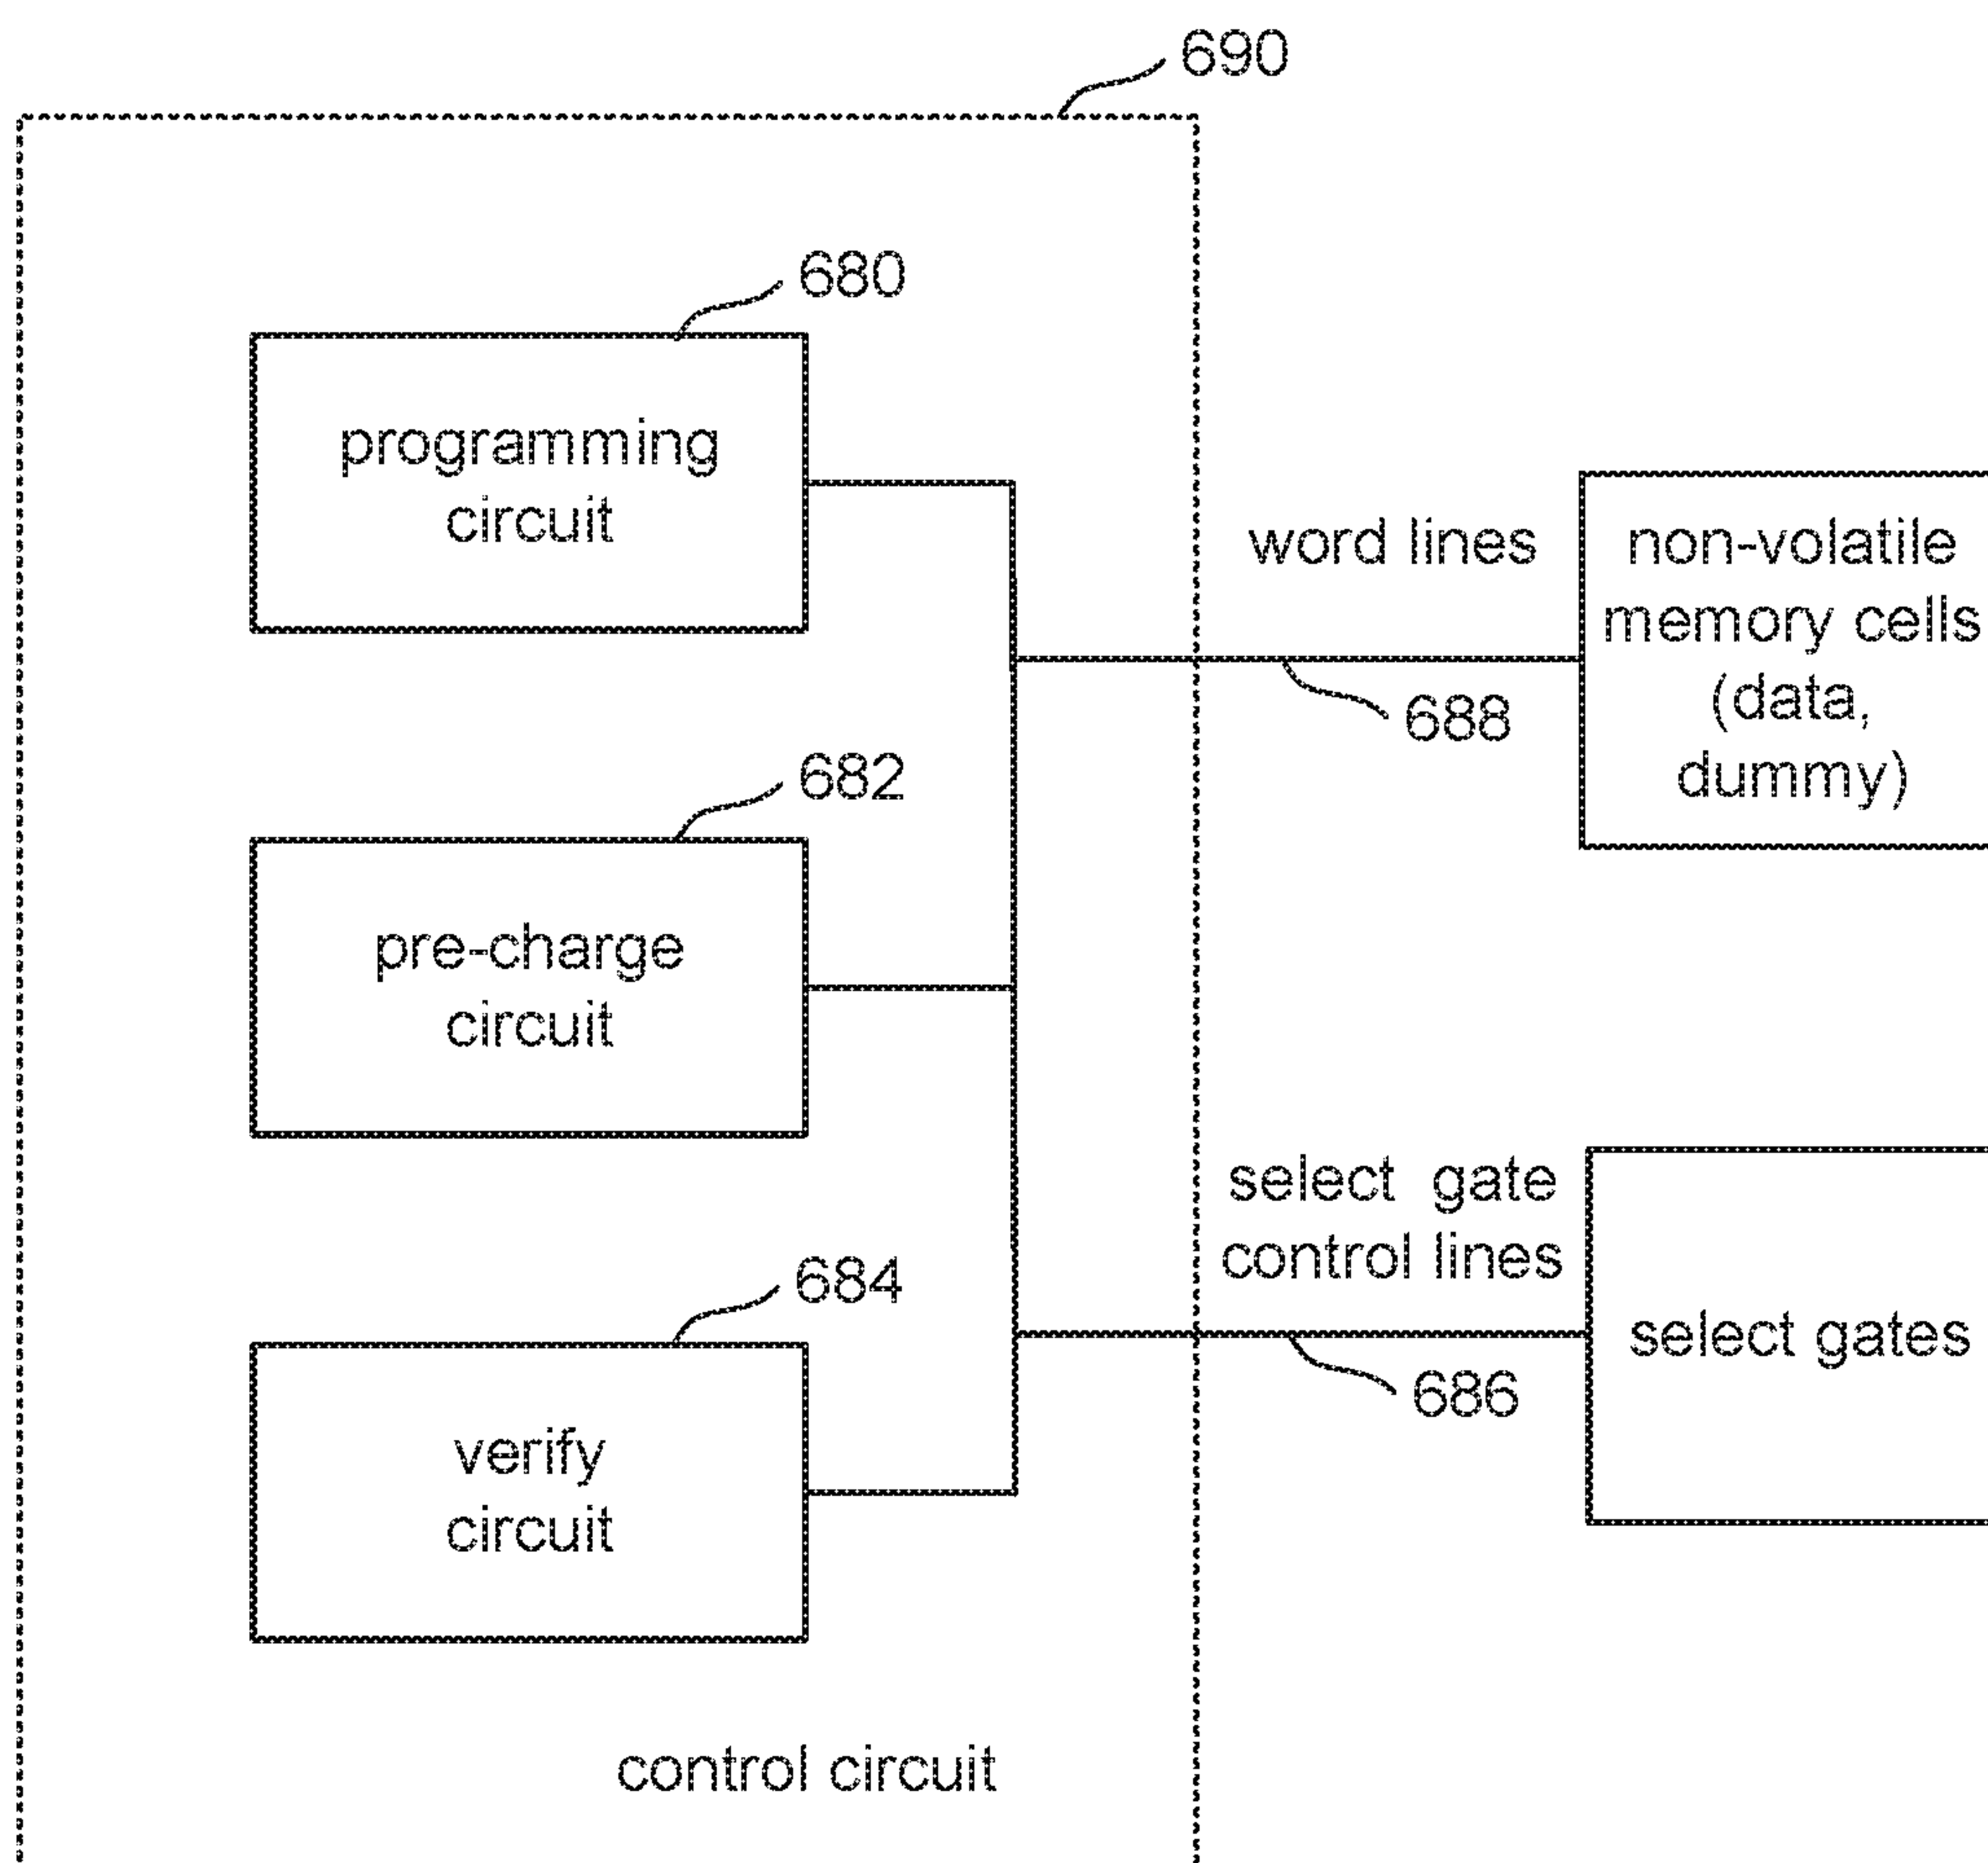 690
680
programming
circuit
word lines
non-volatile
memory cells
(data,
dummy)
688
682
pre-charge
circuit
select gate
control lines
select gates
686
684
verify
circuit
control circuit